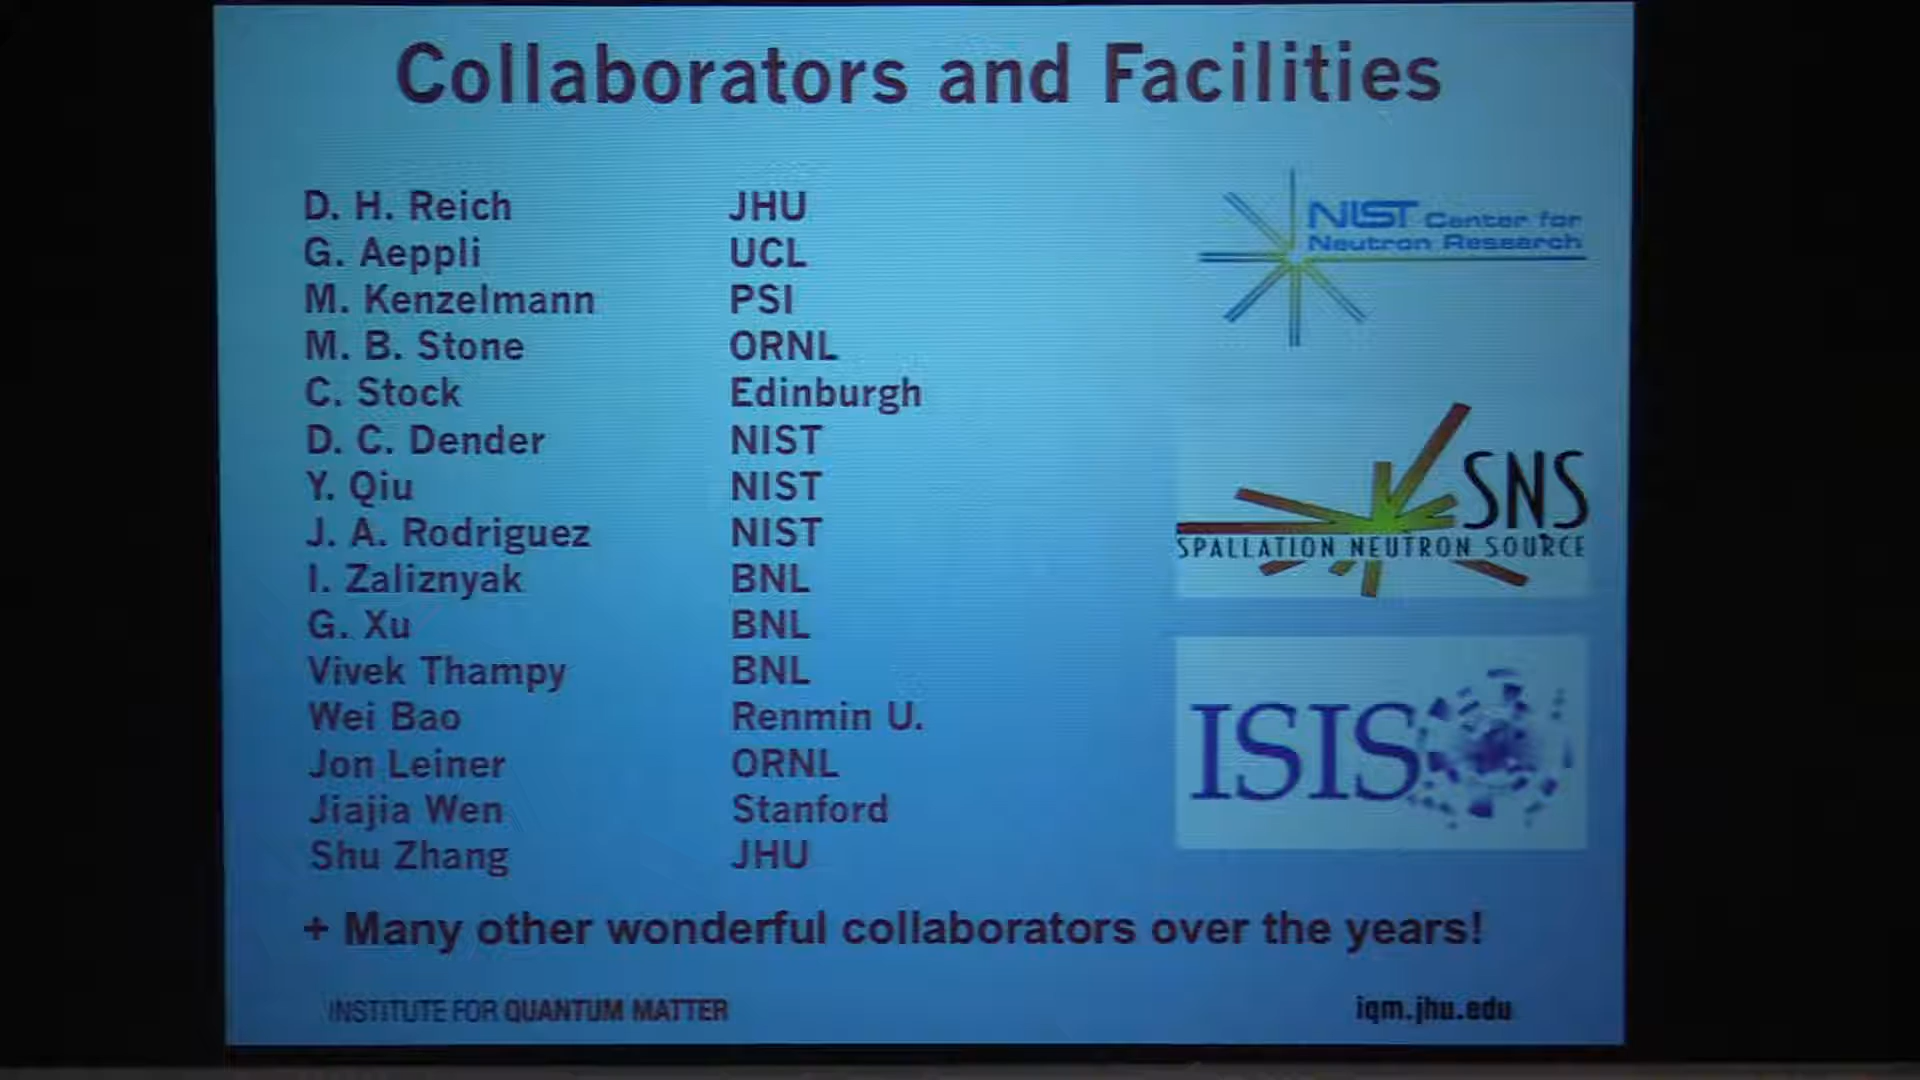 Collaborators and Facilities
D. H. Reich JHU
G. Aeppli UCL
M. Kenzelmann PSI
M. B. Stone ORNL
C. Stock Edinburgh
D. C. Dender NIST
Y. Qiu NIST
J. A. Rodriguez NIST
I. Zaliznyak BNL
G. Xu BNL
Vivek Thampy BNL
Wei Bao Renmin U.
Jon Leiner ORNL
Jiajia Wen Stanford
Shu Zhang JHU
NIST Center for
Neutron Research
SNS
SPALLATION NEUTRON SOURCE
ISIS
+ Many other wonderful collaborators over the years!
INSTITUTE FOR QUANTUM MATTER
iqm.jhu.edu